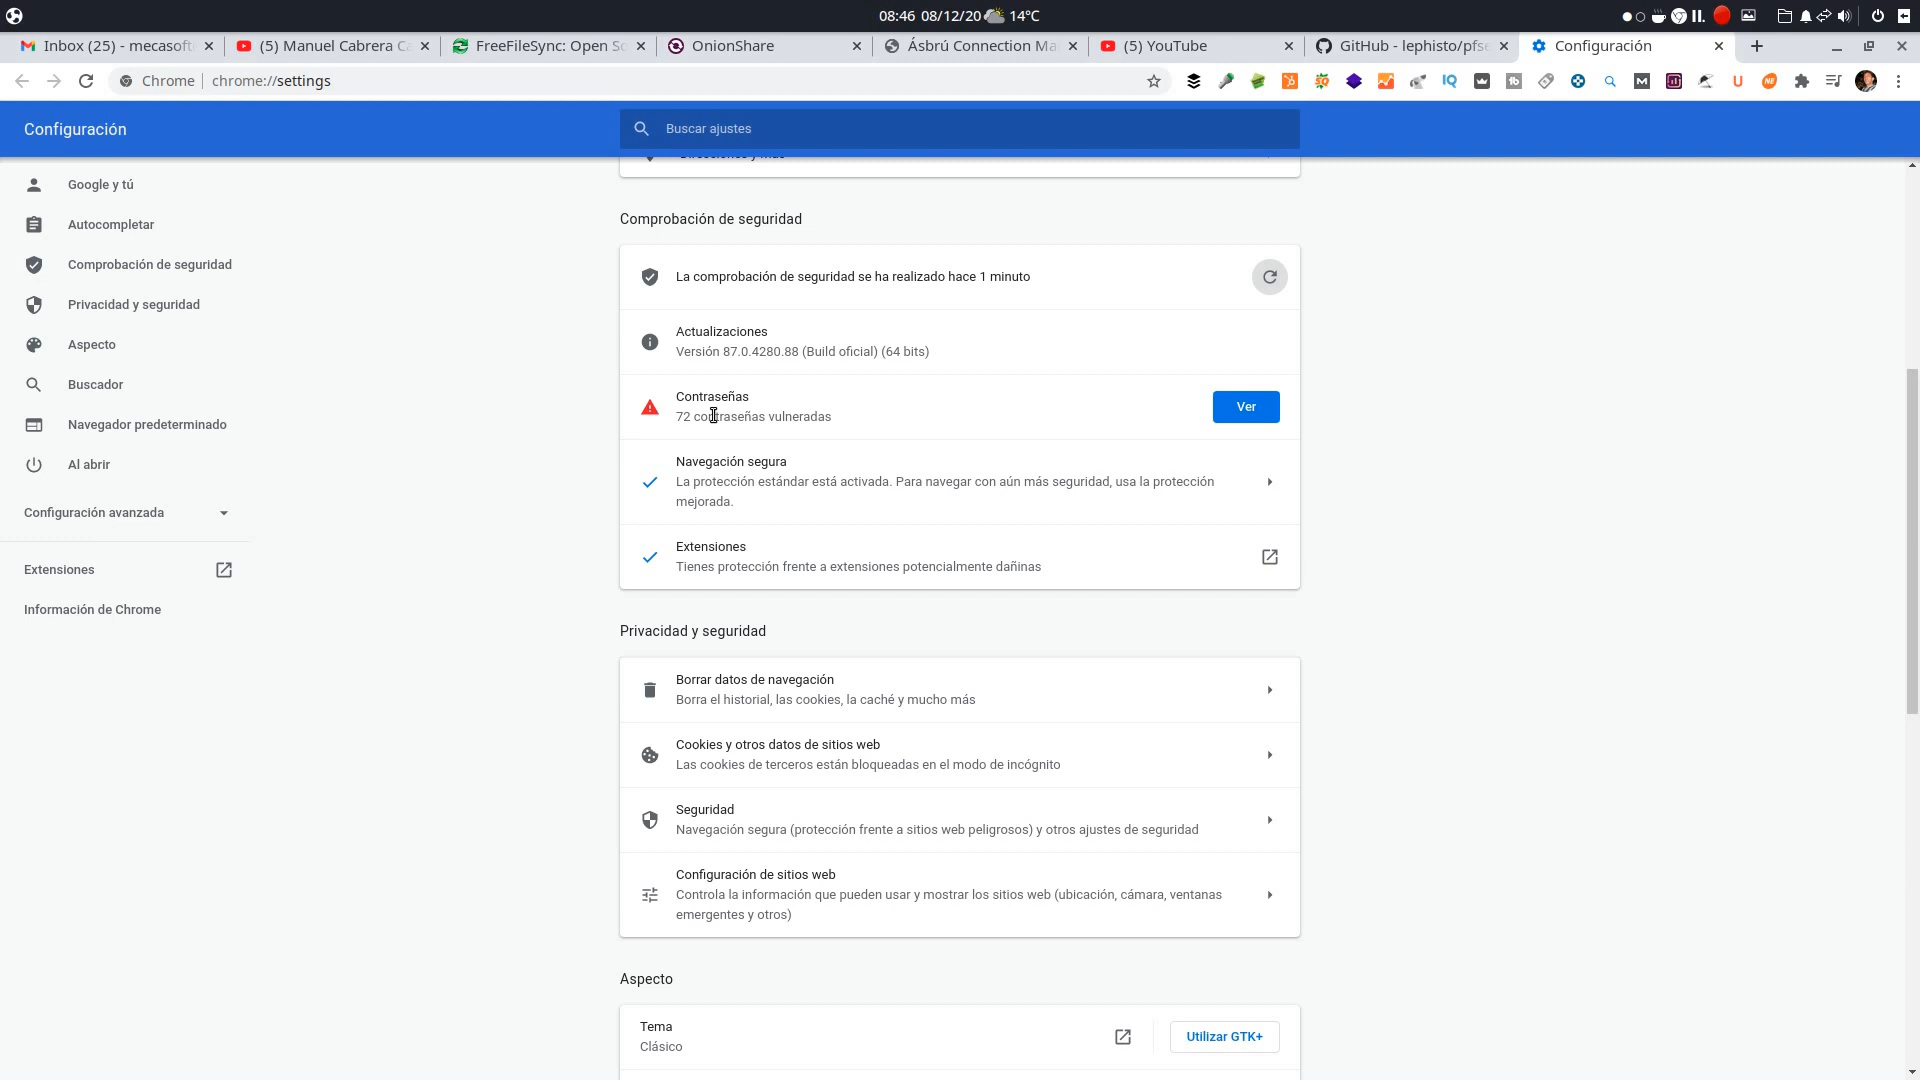 08:46 08/12/20 14°C
Inbox (25) - mecasoft
(5) Manuel Cabrera C
FreeFileSync: Open S
OnionShare
Ásbrú Connection Ma
(5) YouTube
GitHub - lephisto/pfse
Configuración
Chrome chrome://settings
Configuración
Buscar ajustes
Google y tú
Autocompletar
Comprobación de seguridad
Privacidad y seguridad
Aspecto
Buscador
Navegador predeterminado
Al abrir
Configuración avanzada
Extensiones
Información de Chrome
Direcciones y más
Comprobación de seguridad
La comprobación de seguridad se ha realizado hace 1 minuto
Actualizaciones
Versión 87.0.4280.88 (Build oficial) (64 bits)
Contraseñas
72 contraseñas vulneradas
Ver
Navegación segura
La protección estándar está activada. Para navegar con aún más seguridad, usa la protección
mejorada.
Extensiones
Tienes protección frente a extensiones potencialmente dañinas
Privacidad y seguridad
Borrar datos de navegación
Borra el historial, las cookies, la caché y mucho más
Cookies y otros datos de sitios web
Las cookies de terceros están bloqueadas en el modo de incógnito
Seguridad
Navegación segura (protección frente a sitios web peligrosos) y otros ajustes de seguridad
Configuración de sitios web
Controla la información que pueden usar y mostrar los sitios web (ubicación, cámara, ventanas
emergentes y otros)
Aspecto
Tema
Clásico
Utilizar GTK+